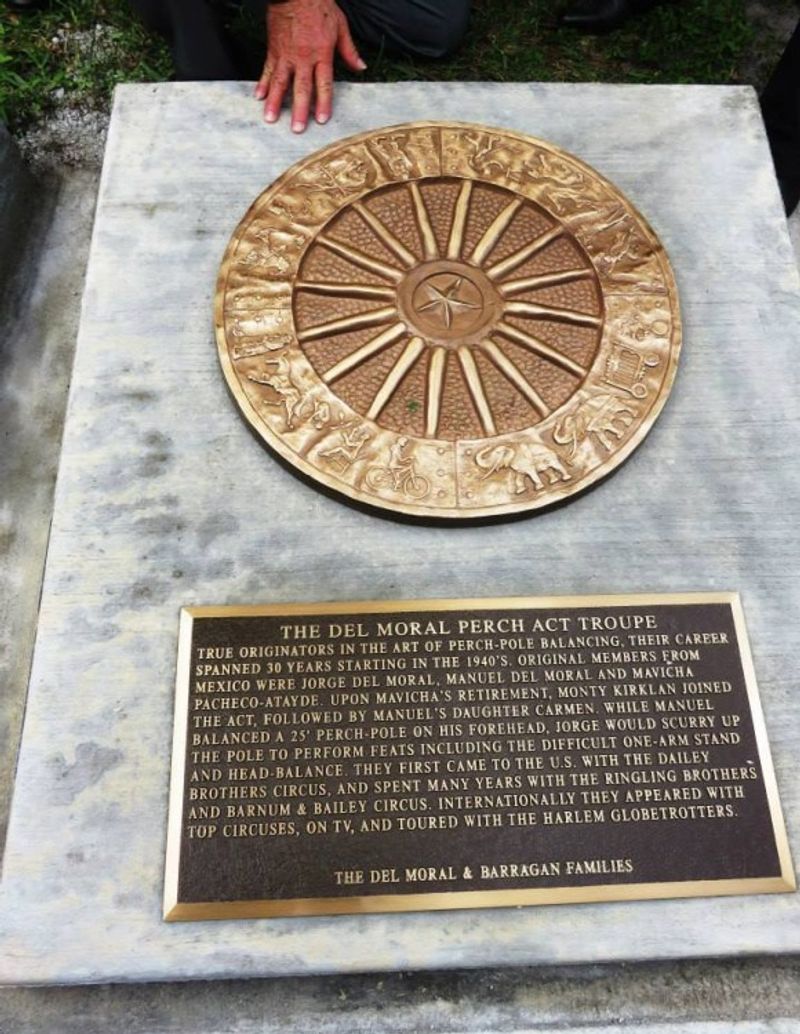 THE DEL MORAL PERCH ACT TROUPE
TRUE ORIGINATORS IN THE ART OF PERCH-POLE BALANCING, THEIR CAREER
SPANNED 30 YEARS STARTING IN THE 1940'S. ORIGINAL MEMBERS FROM
MEXICO WERE JORGE DEL MORAL, MANUEL DEL MORAL AND MAVICHA
PACHECO-ATAYDE. UPON MAVICHA'S RETIREMENT, MONTY KIRKLAN JOINED
THE ACT, FOLLOWED BY MANUEL'S DAUGHTER CARMEN. WHILE MANUEL
BALANCED A 25' PERCH-POLE ON HIS FOREHEAD, JORGE WOULD SCURRY UP
THE POLE TO PERFORM FEATS INCLUDING THE DIFFICULT ONE-ARM STAND
AND HEAD-BALANCE. THEY FIRST CAME TO THE U.S. WITH THE DAILEY
BROTHERS CIRCUS, AND SPENT MANY YEARS WITH THE RINGLING BROTHERS
AND BARNUM & BAILEY CIRCUS. INTERNATIONALLY THEY APPEARED WITH
TOP CIRCUSES, ON TV, AND TOURED WITH THE HARLEM GLOBETROTTERS.
THE DEL MORAL & BARRAGAN FAMILIES